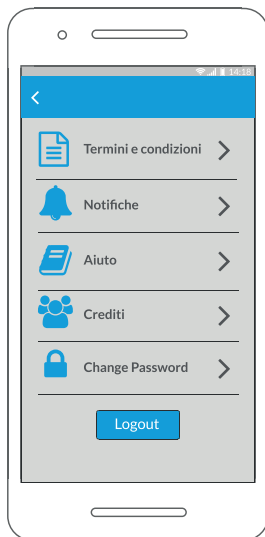 14:18
Termini e condizioni
Notifiche
Aiuto
Crediti
Change Password
Logout